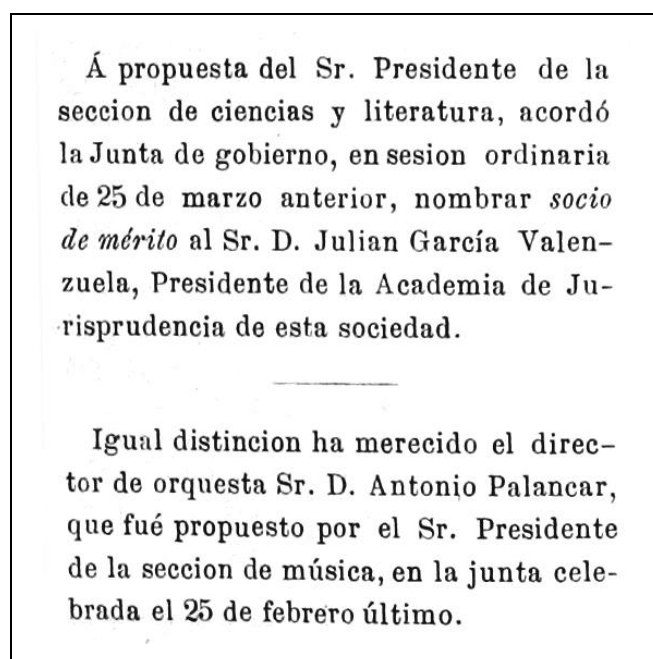 Á propuesta del Sr. Presidente de la
seccion de ciencias y literatura, acordó
la Junta de gobierno, en sesion ordinaria
de 25 de marzo anterior, nombrar socio
de mérito al Sr. D. Julian García Valen-
zuela, Presidente de la Academia de Ju-
risprudencia de esta sociedad.
Igual distincion ha merecido el direc-
tor de orquesta Sr. D. Antonio Palancar,
que fué propuesto por el Sr. Presidente
de la seccion de música, en la junta cele-
brada el 25 de febrero último.